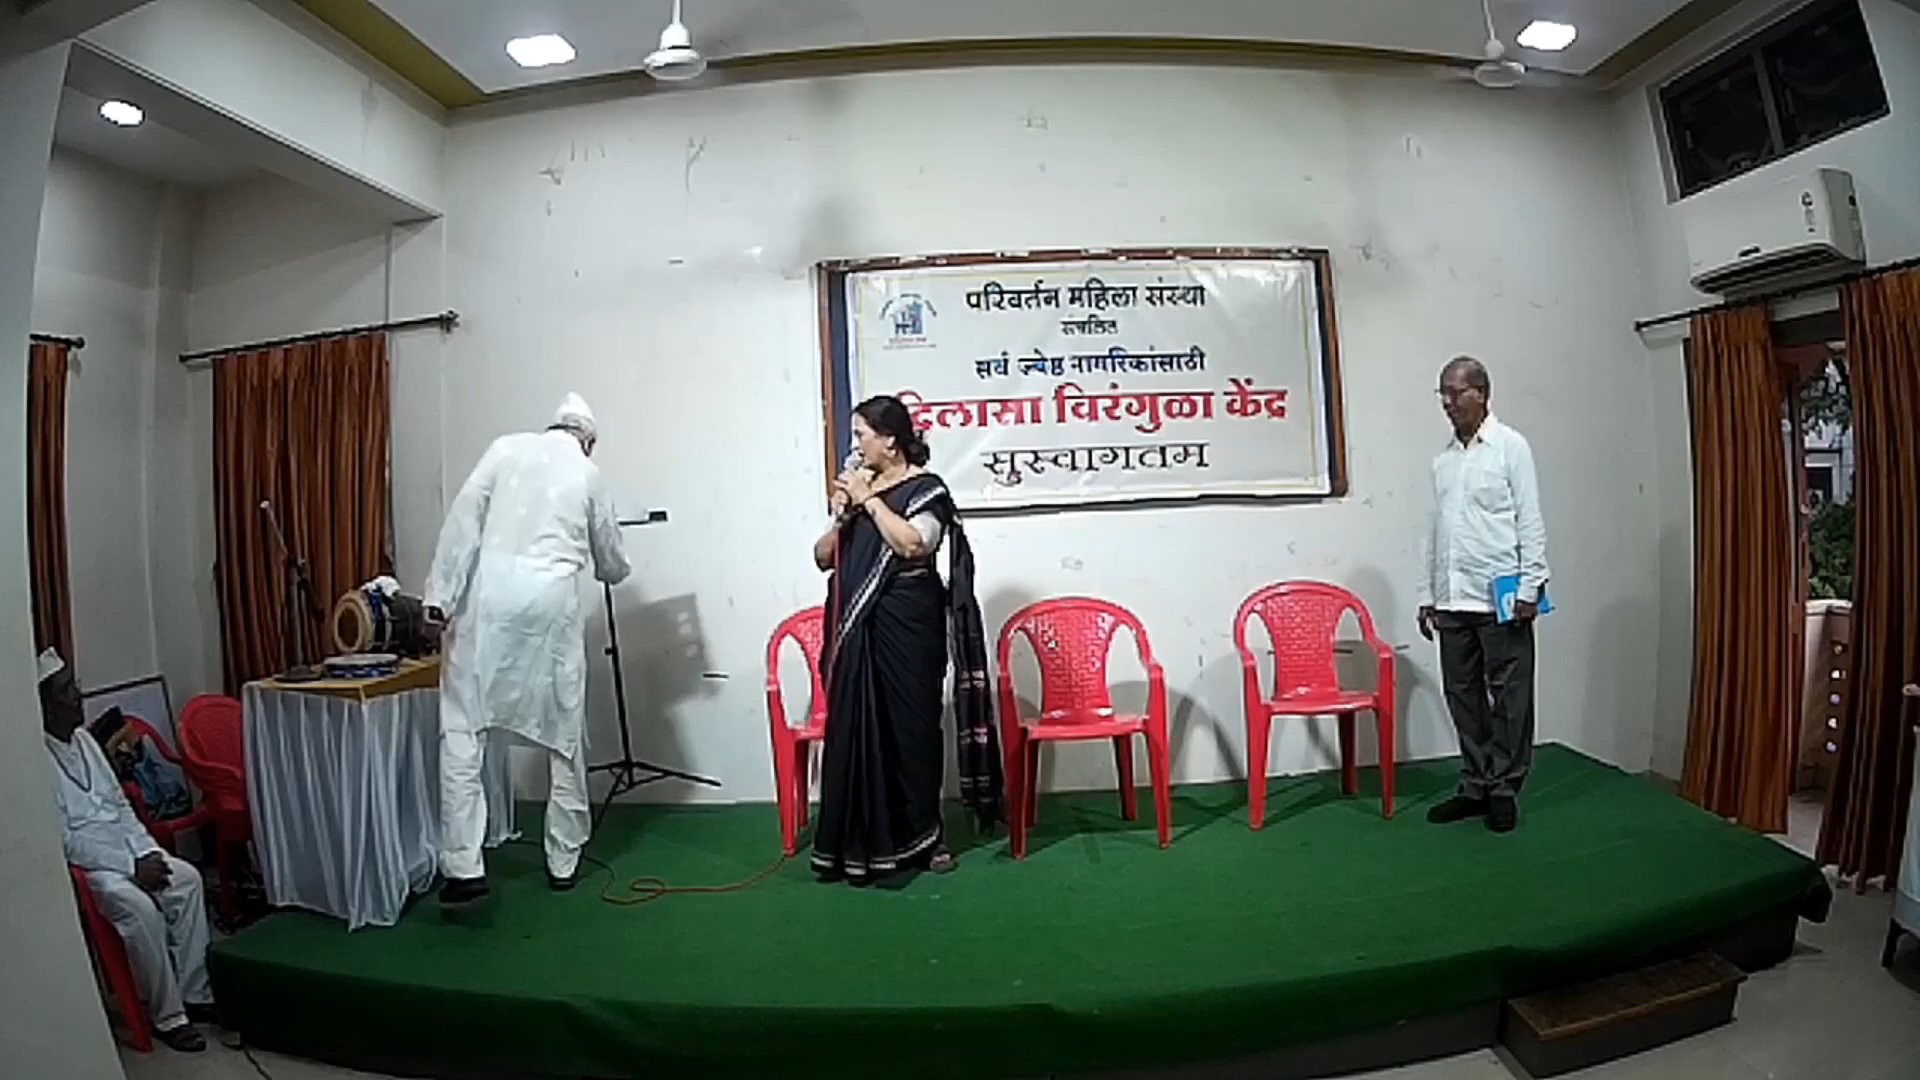 परिवर्तन महिला संस्था
संचलित
सर्व ज्येष्ठ नागरिकांसाठी
दिलासा विरंगुळा केंद्र
सुस्वागतम